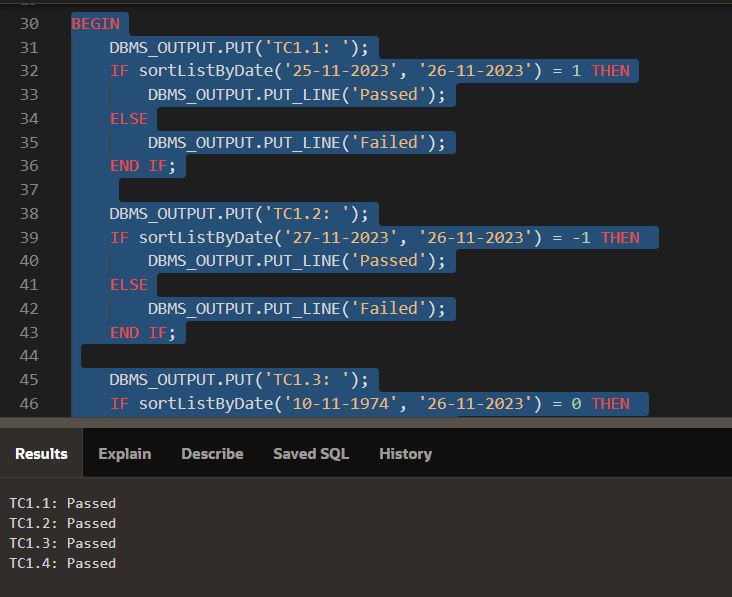 30 BEGIN
31 DBMS_OUTPUT.PUT('TC1.1: ');
32 IF sortListByDate('25-11-2023', '26-11-2023') = 1 THEN
33 DBMS_OUTPUT.PUT_LINE('Passed');
34 ELSE
35 DBMS_OUTPUT.PUT_LINE('Failed');
36 END IF;
37
38 DBMS_OUTPUT.PUT('TC1.2: ');
39 IF sortListByDate('27-11-2023', '26-11-2023') = -1 THEN
40 DBMS_OUTPUT.PUT_LINE('Passed');
41 ELSE
42 DBMS_OUTPUT.PUT_LINE('Failed');
43 END IF;
44
45 DBMS_OUTPUT.PUT('TC1.3: ');
46 IF sortListByDate('10-11-1974', '26-11-2023') = 0 THEN
Results Explain Describe Saved SQL History
TC1.1: Passed
TC1.2: Passed
TC1.3: Passed
TC1.4: Passed